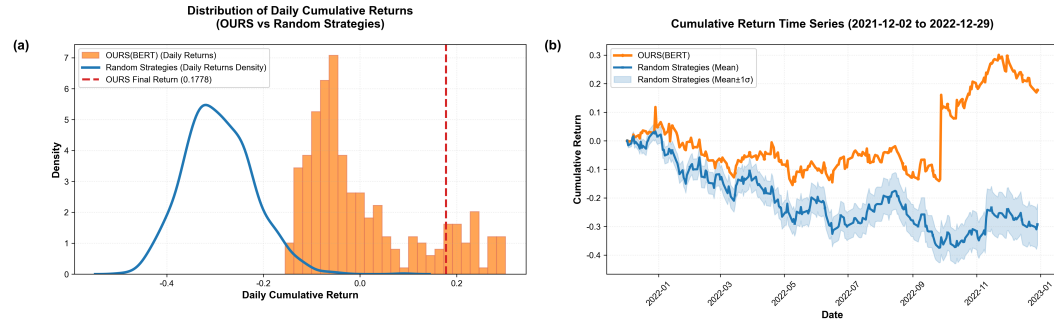 Distribution of Daily Cumulative Returns
(OURS vs Random Strategies)
(a)
OURS(BERT) (Daily Returns)
Random Strategies (Daily Returns Density)
OURS Final Return (0.1778)
Density
7
6
5
4
3
2
1
0
-0.4
-0.2
0.0
0.2
Daily Cumulative Return
Cumulative Return Time Series (2021-12-02 to 2022-12-29)
(b)
OURS(BERT)
Random Strategies (Mean)
Random Strategies (Mean±1σ)
Cumulative Return
0.3
0.2
0.1
0.0
-0.1
-0.2
-0.3
-0.4
2022-01
2022-03
2022-05
2022-07
2022-09
2022-11
2023-01
Date